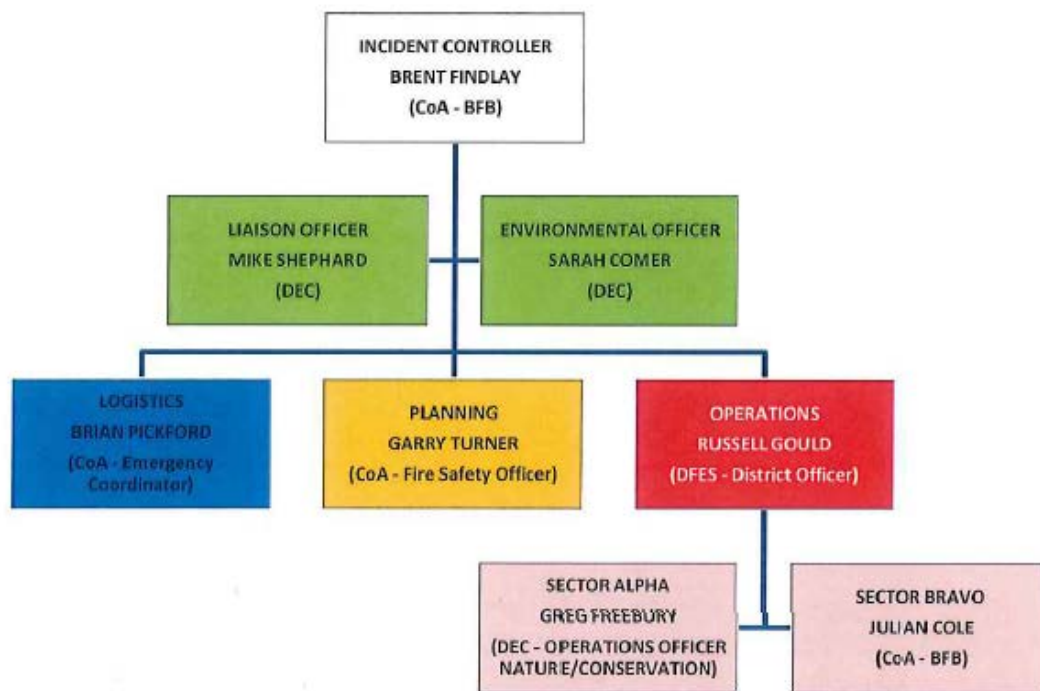 INCIDENT CONTROLLER
BRENT FINDLAY
(CoA - BFB)
LIAISON OFFICER
MIKE SHEPHARD
(DEC)
ENVIRONMENTAL OFFICER
SARAH COMER
(DEC)
LOGISTICS
BRIAN PICKFORD
(CoA - Emergency
Coordinator)
PLANNING
GARRY TURNER
(CoA - Fire Safety Officer)
OPERATIONS
RUSSELL GOULD
(DFES - District Officer)
SECTOR ALPHA
GREG FREEBURY
(DEC - OPERATIONS OFFICER
NATURE/CONSERVATION)
SECTOR BRAVO
JULIAN COLE
(CoA - BFB)